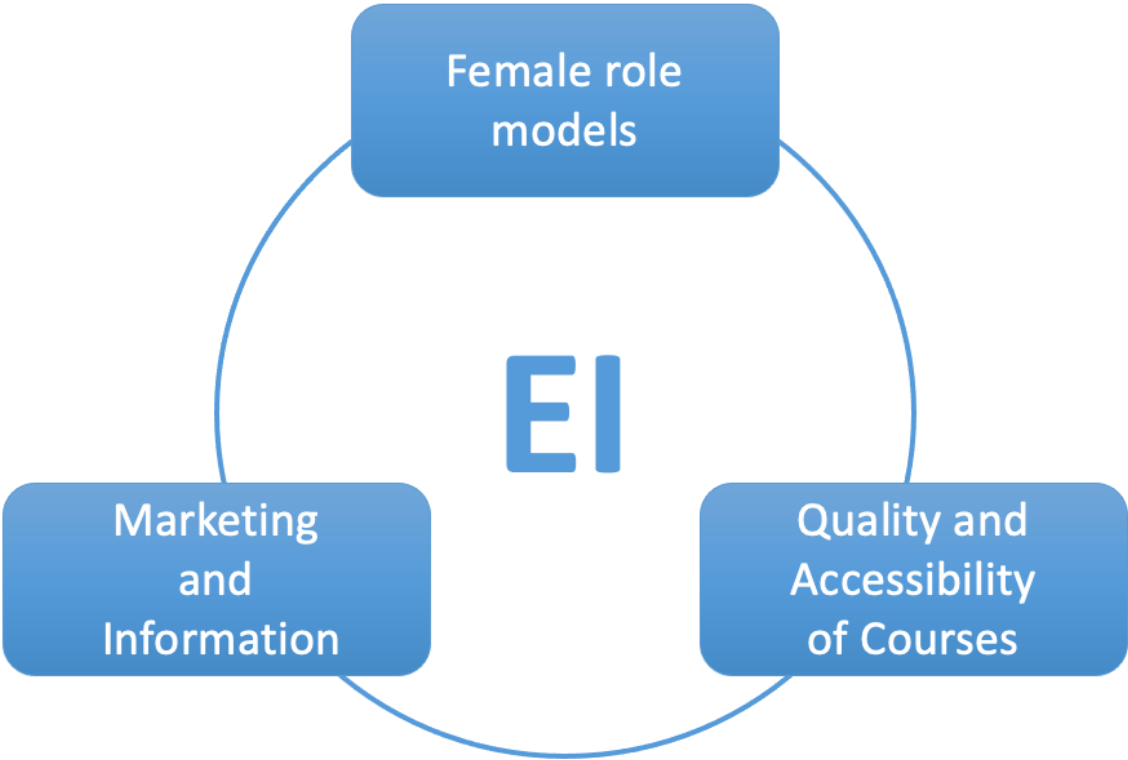 Female role
models
EI
Marketing
and
Information
Quality and
Accessibility
of Courses